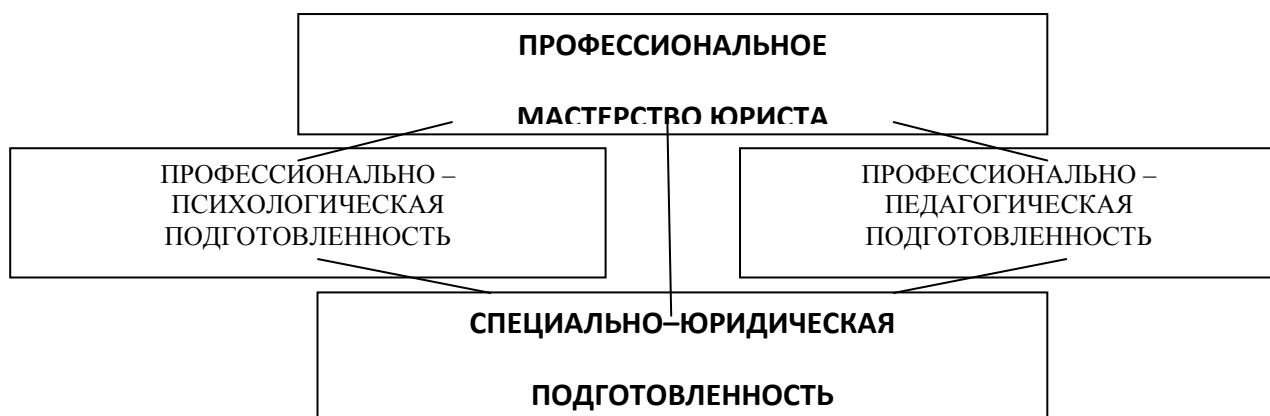 ПРОФЕССИОНАЛЬНОЕ
МАСТЕРСТВО ЮРИСТА
ПРОФЕССИОНАЛЬНО –
ПСИХОЛОГИЧЕСКАЯ
ПОДГОТОВЛЕННОСТЬ
ПРОФЕССИОНАЛЬНО –
ПЕДАГОГИЧЕСКАЯ
ПОДГОТОВЛЕННОСТЬ
СПЕЦИАЛЬНО–ЮРИДИЧЕСКАЯ
ПОДГОТОВЛЕННОСТЬ